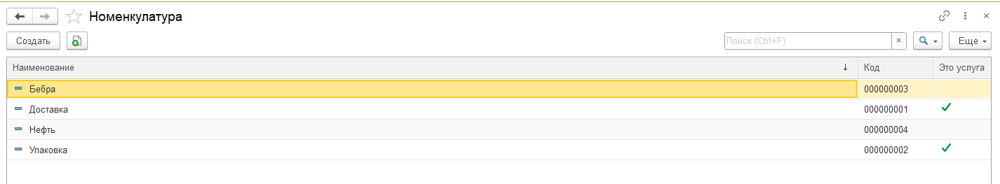 Номенкулатура
Создать Поиск (Ctrl+F) × Еще
Наименование ↓ Код Это услуга
Бебра 000000003
Доставка 000000001
Нефть 000000004
Упаковка 000000002